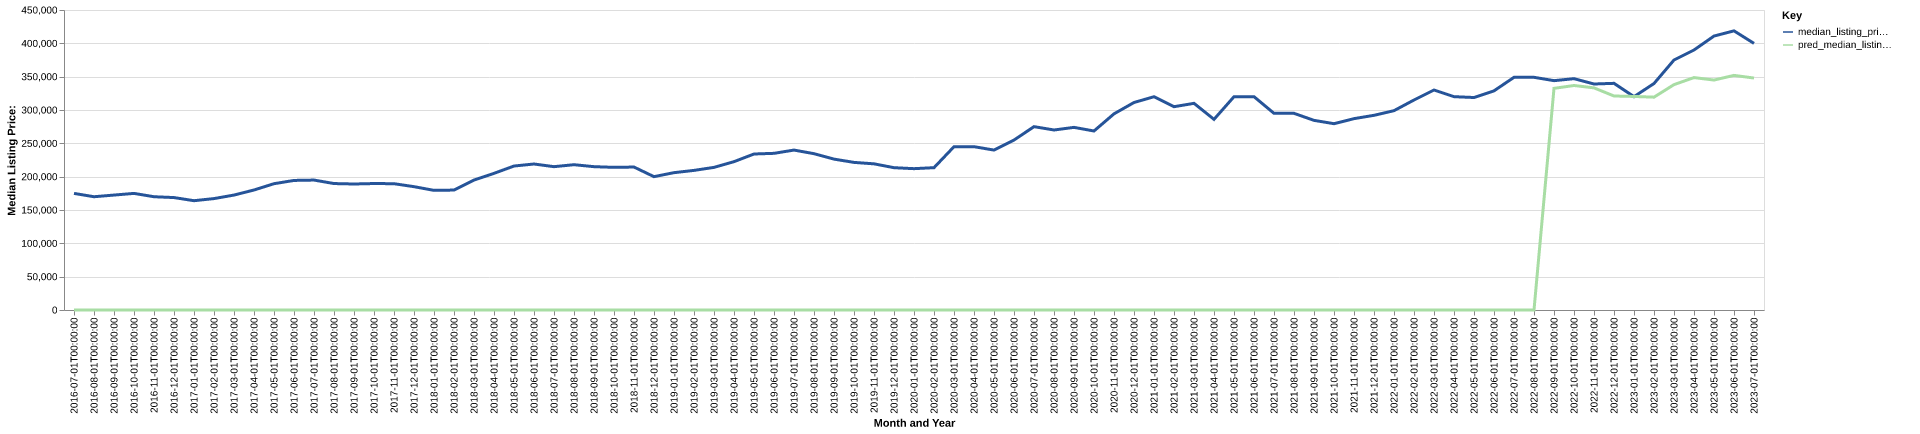 450,000
400,000
350,000
300,000
250,000
200,000
150,000
100,000
50,000
0
Median Listing Price:
2016-07-01T00:00:00
2016-08-01T00:00:00
2016-09-01T00:00:00
2016-10-01T00:00:00
2016-11-01T00:00:00
2016-12-01T00:00:00
2017-01-01T00:00:00
2017-02-01T00:00:00
2017-03-01T00:00:00
2017-04-01T00:00:00
2017-05-01T00:00:00
2017-06-01T00:00:00
2017-07-01T00:00:00
2017-08-01T00:00:00
2017-09-01T00:00:00
2017-10-01T00:00:00
2017-11-01T00:00:00
2017-12-01T00:00:00
2018-01-01T00:00:00
2018-02-01T00:00:00
2018-03-01T00:00:00
2018-04-01T00:00:00
2018-05-01T00:00:00
2018-06-01T00:00:00
2018-07-01T00:00:00
2018-08-01T00:00:00
2018-09-01T00:00:00
2018-10-01T00:00:00
2018-11-01T00:00:00
2018-12-01T00:00:00
2019-01-01T00:00:00
2019-02-01T00:00:00
2019-03-01T00:00:00
2019-04-01T00:00:00
2019-05-01T00:00:00
2019-06-01T00:00:00
2019-07-01T00:00:00
2019-08-01T00:00:00
2019-09-01T00:00:00
2019-10-01T00:00:00
2019-11-01T00:00:00
2019-12-01T00:00:00
2020-01-01T00:00:00
2020-02-01T00:00:00
2020-03-01T00:00:00
2020-04-01T00:00:00
2020-05-01T00:00:00
2020-06-01T00:00:00
2020-07-01T00:00:00
2020-08-01T00:00:00
2020-09-01T00:00:00
2020-10-01T00:00:00
2020-11-01T00:00:00
2020-12-01T00:00:00
2021-01-01T00:00:00
2021-02-01T00:00:00
2021-03-01T00:00:00
2021-04-01T00:00:00
2021-05-01T00:00:00
2021-06-01T00:00:00
2021-07-01T00:00:00
2021-08-01T00:00:00
2021-09-01T00:00:00
2021-10-01T00:00:00
2021-11-01T00:00:00
2021-12-01T00:00:00
2022-01-01T00:00:00
2022-02-01T00:00:00
2022-03-01T00:00:00
2022-04-01T00:00:00
2022-05-01T00:00:00
2022-06-01T00:00:00
2022-07-01T00:00:00
2022-08-01T00:00:00
2022-09-01T00:00:00
2022-10-01T00:00:00
2022-11-01T00:00:00
2022-12-01T00:00:00
2023-01-01T00:00:00
2023-02-01T00:00:00
2023-03-01T00:00:00
2023-04-01T00:00:00
2023-05-01T00:00:00
2023-06-01T00:00:00
2023-07-01T00:00:00
Month and Year
Key
median_listing_pri…
pred_median_listin…